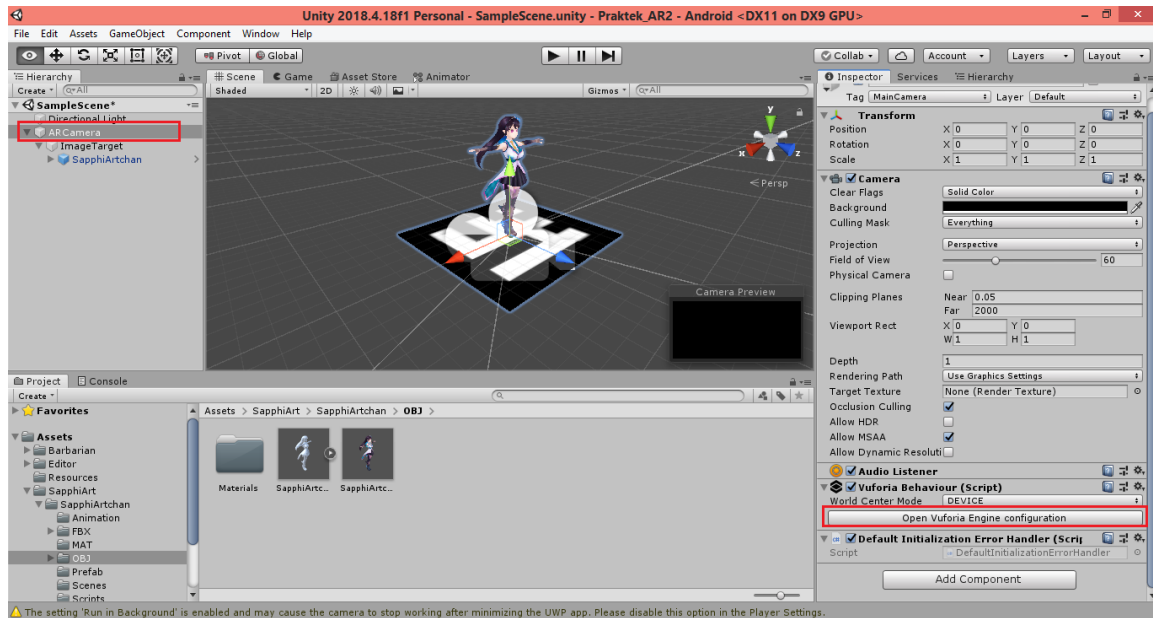 Unity 2018.4.18f1 Personal - SampleScene.unity - Praktek_AR2 - Android <DX11 on DX9 GPU>
File Edit Assets GameObject Component Window Help
Pivot Global
Collab Account Layers Layout
Hierarchy
Create All
SampleScene*
Directional Light
ARCamera
ImageTarget
SapphiArtchan
Scene Game Asset Store Animator
Shaded 2D Gizmos All
y
x z
Persp
Camera Preview
Inspector Services Hierarchy
Tag MainCamera Layer Default
Transform
Position X 0 Y 0 Z 0
Rotation X 0 Y 0 Z 0
Scale X 1 Y 1 Z 1
Camera
Clear Flags Solid Color
Background
Culling Mask Everything
Projection Perspective
Field of View 60
Physical Camera
Clipping Planes Near 0.05
Far 2000
Viewport Rect X 0 Y 0
W 1 H 1
Depth 1
Rendering Path Use Graphics Settings
Target Texture None (Render Texture)
Occlusion Culling
Allow HDR
Allow MSAA
Allow Dynamic Resoluti
Audio Listener
Vuforia Behaviour (Script)
World Center Mode DEVICE
Open Vuforia Engine configuration
Default Initialization Error Handler (Scrip
Script DefaultInitializationErrorHandler
Add Component
Project Console
Create
Favorites
Assets
Barbarian
Editor
Resources
SapphiArt
SapphiArtchan
Animation
FBX
MAT
OBJ
Prefab
Scenes
Scripts
Assets > SapphiArt > SapphiArtchan > OBJ >
Materials SapphiArtc... SapphiArtc...
The setting 'Run in Background' is enabled and may cause the camera to stop working after minimizing the UWP app. Please disable this option in the Player Settings.